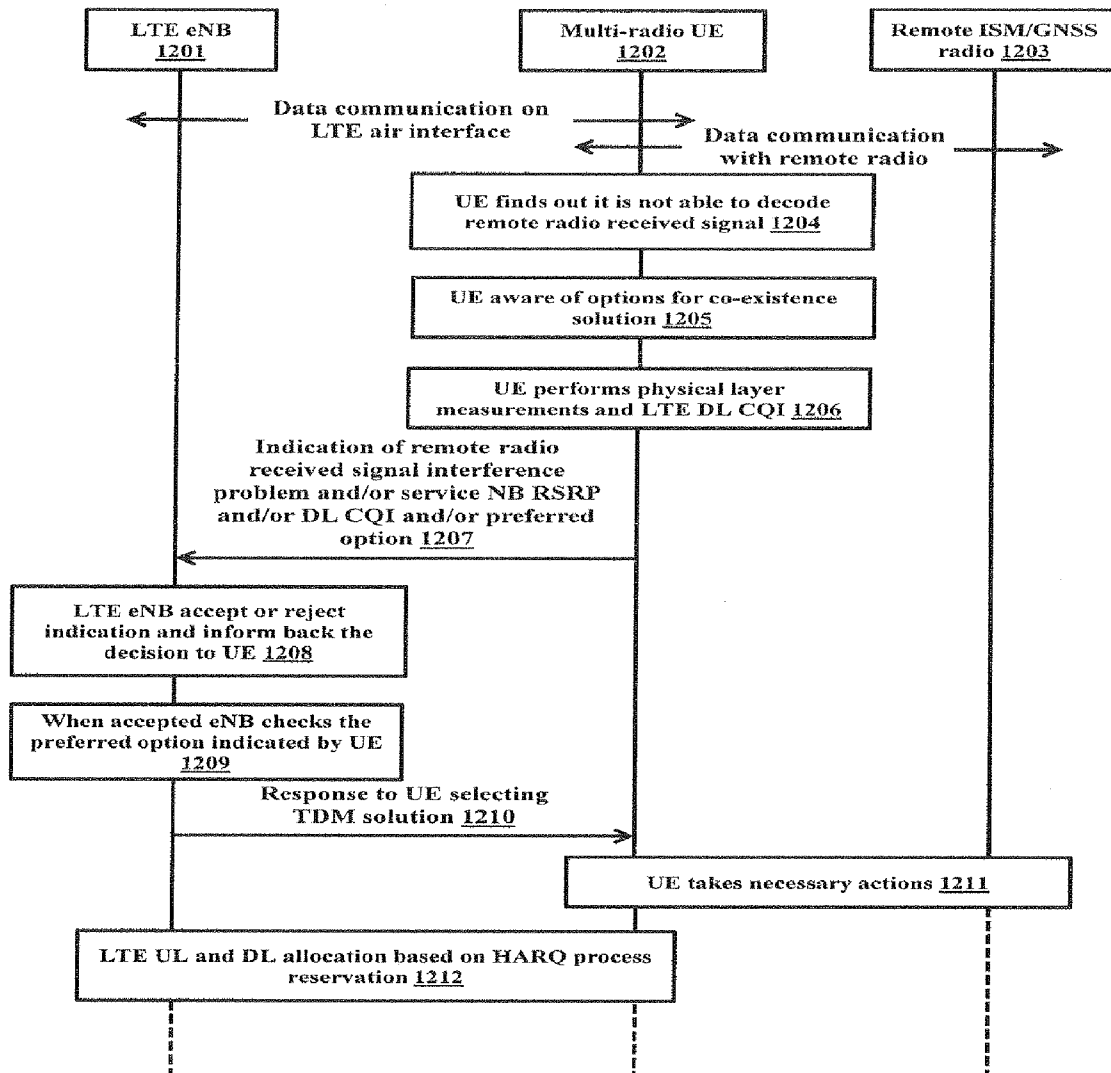 LTE eNB
1201
Multi-radio UE
1202
Remote ISM/GNSS
radio 1203
Data communication on
LTE air interface
Data communication
with remote radio
UE finds out it is not able to decode
remote radio received signal 1204
UE aware of options for co-existence
solution 1205
UE performs physical layer
measurements and LTE DL CQI 1206
Indication of remote radio
received signal interference
problem and/or service NB RSRP
and/or DL CQI and/or preferred
option 1207
LTE eNB accept or reject
indication and inform back the
decision to UE 1208
When accepted eNB checks the
preferred option indicated by UE
1209
Response to UE selecting
TDM solution 1210
UE takes necessary actions 1211
LTE UL and DL allocation based on HARQ process
reservation 1212